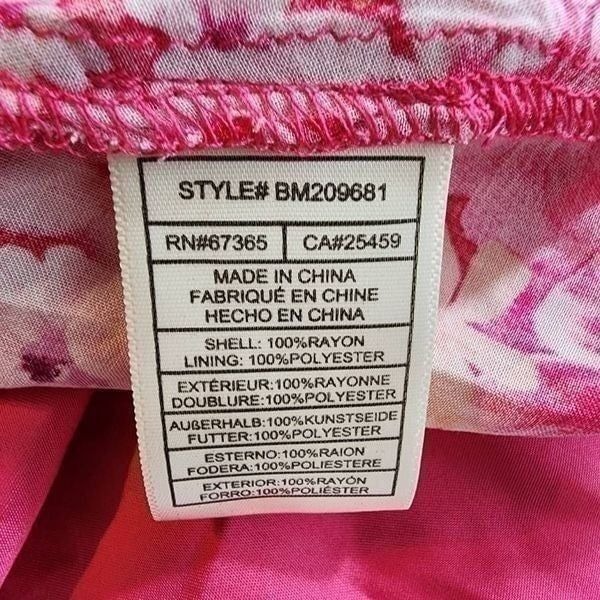 STYLE# BM209681
RN#67365 CA#25459
MADE IN CHINA
FABRIQUÉ EN CHINE
HECHO EN CHINA
SHELL: 100%RAYON
LINING: 100%POLYESTER
EXTÉRIEUR:100%RAYONNE
DOUBLURE:100%POLYESTER
AUßERHALB:100%KUNSTSEIDE
FUTTER:100%POLYESTER
ESTERNO:100%RAION
FODERA:100%POLIESTERE
EXTERIOR:100%RAYÓN
FORRO:100%POLIÉSTER